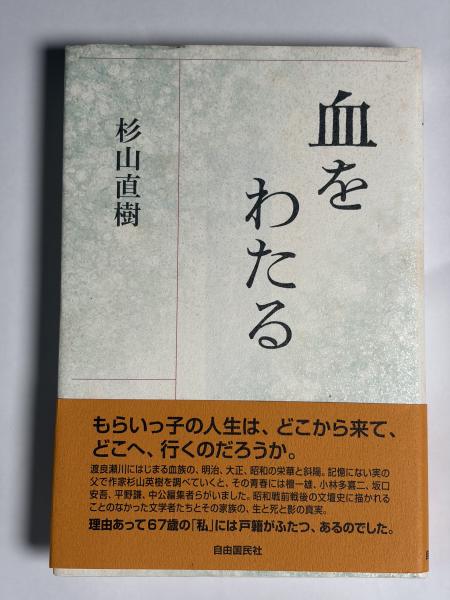 血を
わたる
杉山直樹
もらいっ子の人生は、どこから来て、
どこへ、行くのだろうか。
渡良瀬川にはじまる血族の、明治、大正、昭和の栄華と斜陽。記憶にない実の
父で作家杉山英樹を調べていくと、その青春には檀一雄、小林多喜二、坂口
安吾、平野謙、中公編集者らがいました。昭和戦前戦後の文壇史に描かれる
ことのなかった文学者たちとその家族の、生と死と影の真実。
理由あって67歳の「私」には戸籍がふたつ、あるのでした。
自由国民社